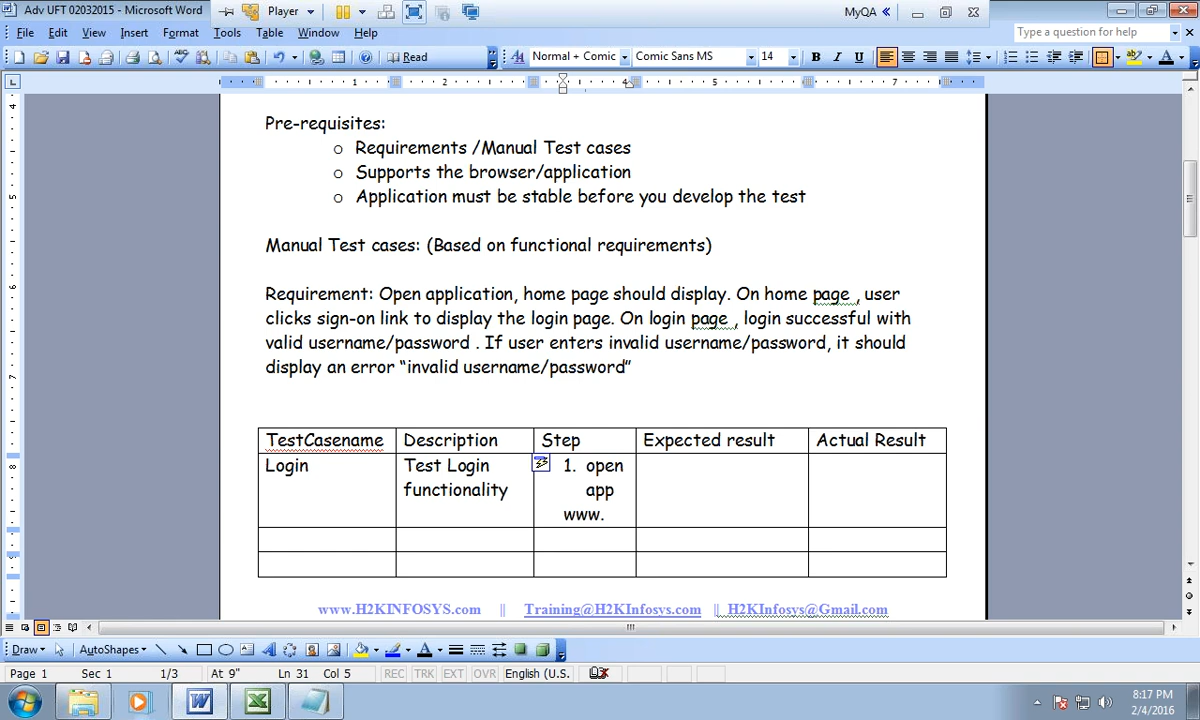 Adv UFT 02032015 - Microsoft Word
Player
MyQA
File Edit View Insert Format Tools Table Window Help
Type a question for help
Read
Normal + Comic
Comic Sans MS
14
B I U
1 2 3 4 5 7
Pre-requisites:
o Requirements /Manual Test cases
o Supports the browser/application
o Application must be stable before you develop the test
Manual Test cases: (Based on functional requirements)
Requirement: Open application, home page should display. On home page , user
clicks sign-on link to display the login page. On login page , login successful with
valid username/password . If user enters invalid username/password, it should
display an error “invalid username/password”
TestCasename Description Step Expected result Actual Result
Login Test Login 1. open
functionality app
www.
www.H2KINFOSYS.com || Training@H2KInfosys.com || H2KInfosys@Gmail.com
Draw AutoShapes
Page 1 Sec 1 1/3 At 9" Ln 31 Col 5 REC TRK EXT OVR English (U.S.
8:17 PM
2/4/2016